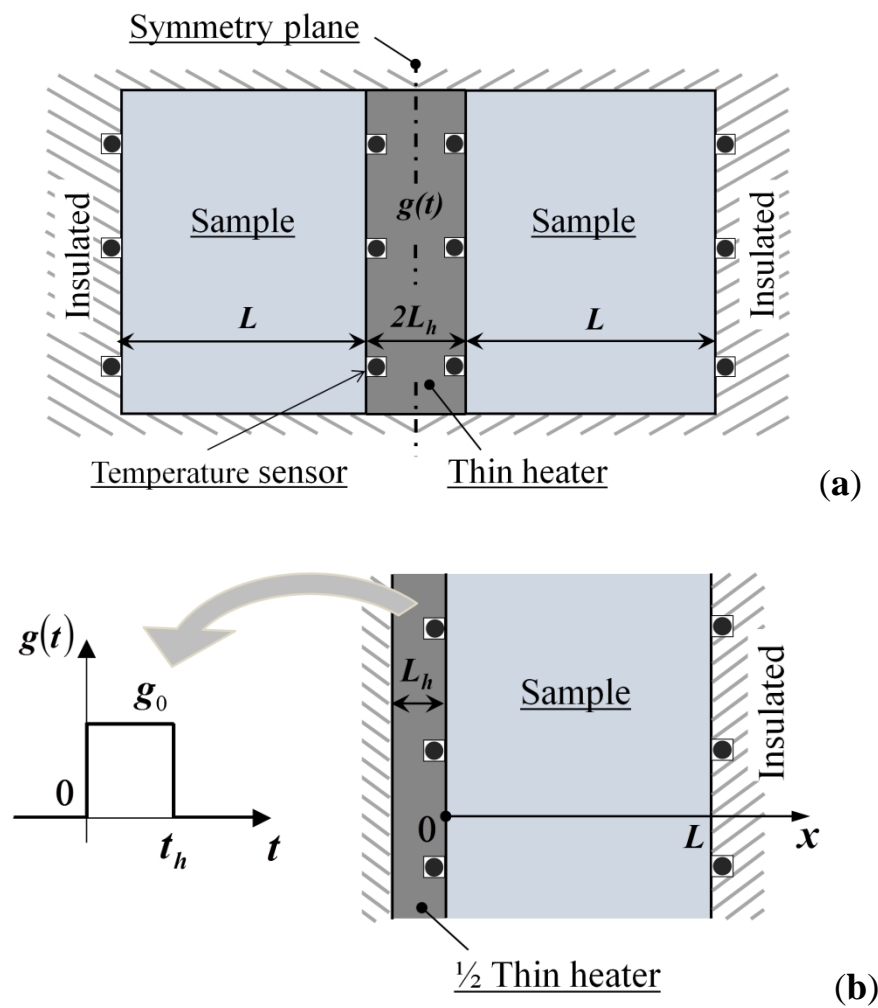 Symmetry plane
Insulated
Sample
g(t)
Sample
Insulated
L
2L_h
L
Temperature sensor
Thin heater
(a)
g(t)
g_0
0
t_h
t
L_h
Sample
Insulated
0
L
x
½ Thin heater
(b)